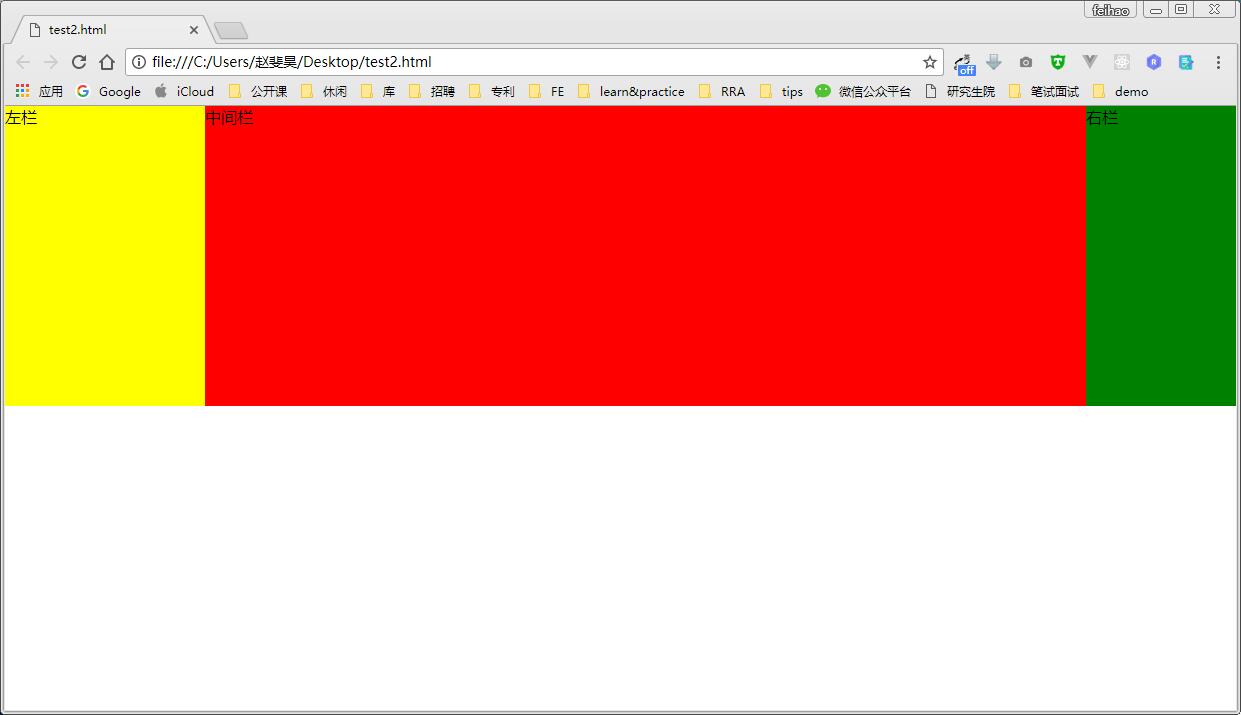 feihao
test2.html
file:///C:/Users/赵斐昊/Desktop/test2.html
off
应用 Google iCloud 公开课 休闲 库 招聘 专利 FE learn&practice RRA tips 微信公众平台 研究生院 笔试面试 demo
左栏 中间栏 右栏